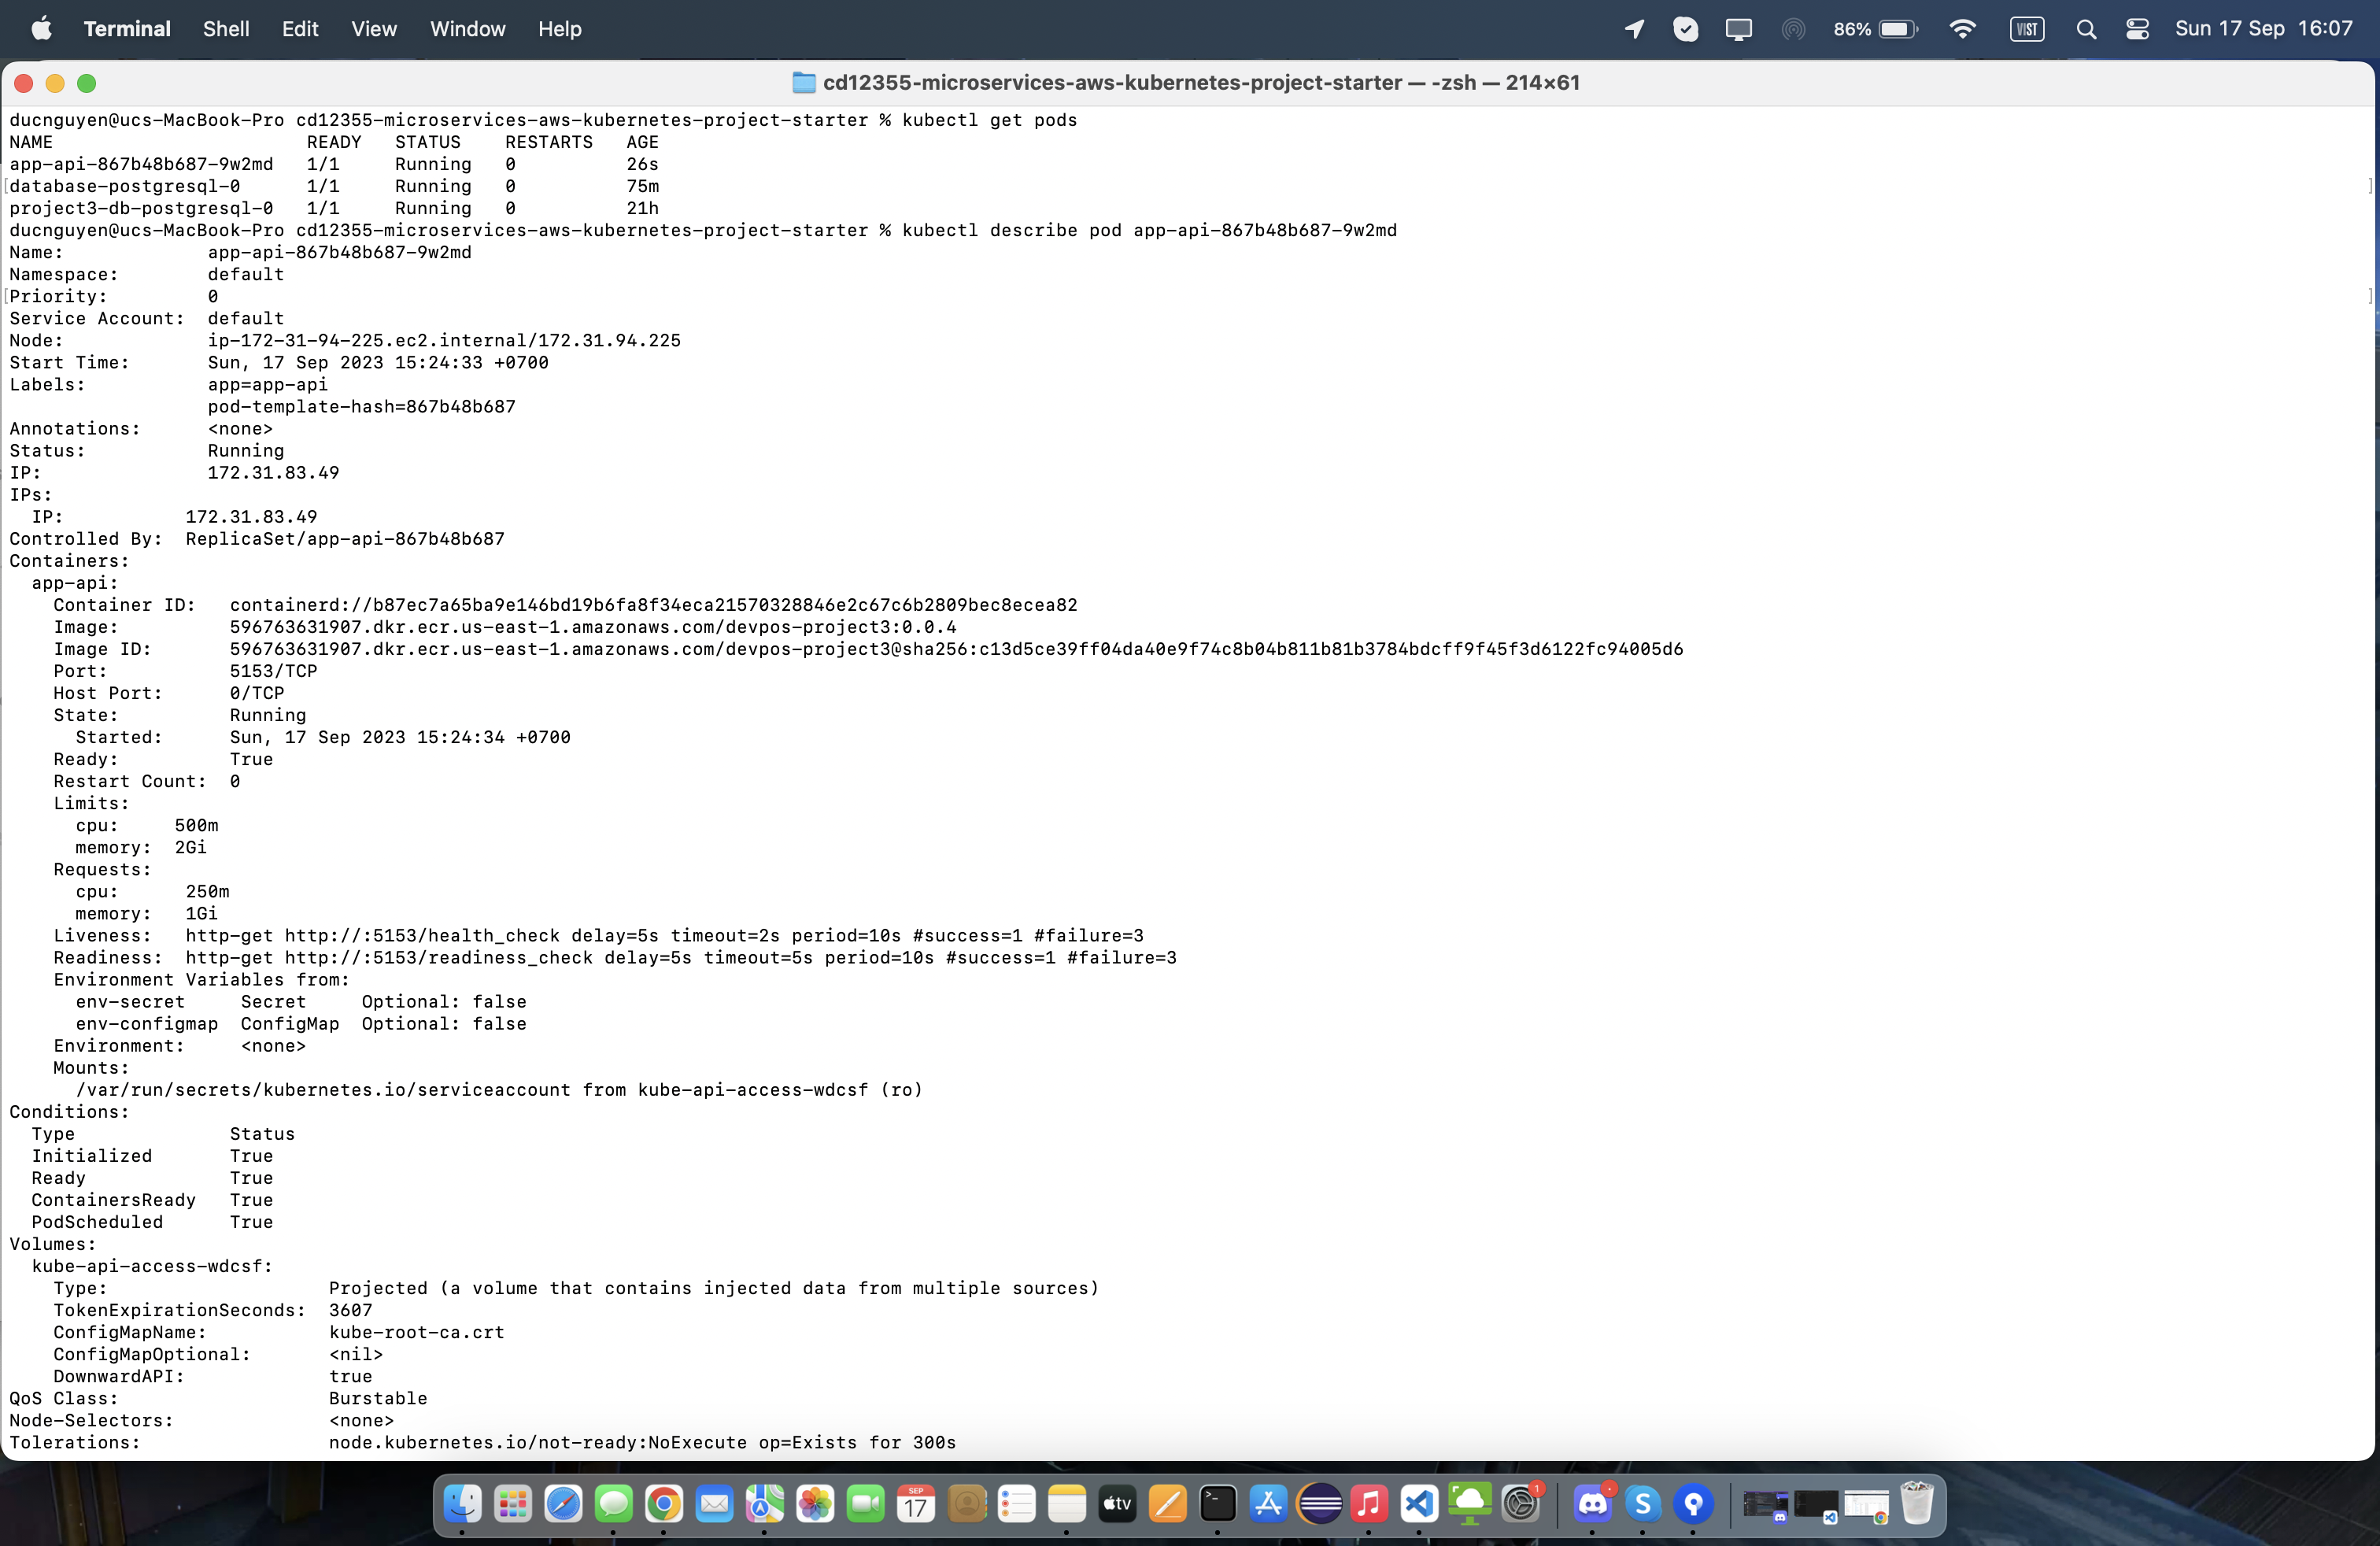 Terminal Shell Edit View Window Help 86% VIST Sun 17 Sep 16:07
cd12355-microservices-aws-kubernetes-project-starter — -zsh — 214×61
ducnguyen@ucs-MacBook-Pro cd12355-microservices-aws-kubernetes-project-starter % kubectl get pods
NAME READY STATUS RESTARTS AGE
app-api-867b48b687-9w2md 1/1 Running 0 26s
[database-postgresql-0 1/1 Running 0 75m ]
project3-db-postgresql-0 1/1 Running 0 21h
ducnguyen@ucs-MacBook-Pro cd12355-microservices-aws-kubernetes-project-starter % kubectl describe pod app-api-867b48b687-9w2md
Name: app-api-867b48b687-9w2md
Namespace: default
[Priority: 0 ]
Service Account: default
Node: ip-172-31-94-225.ec2.internal/172.31.94.225
Start Time: Sun, 17 Sep 2023 15:24:33 +0700
Labels: app=app-api
pod-template-hash=867b48b687
Annotations: <none>
Status: Running
IP: 172.31.83.49
IPs:
IP: 172.31.83.49
Controlled By: ReplicaSet/app-api-867b48b687
Containers:
app-api:
Container ID: containerd://b87ec7a65ba9e146bd19b6fa8f34eca21570328846e2c67c6b2809bec8ecea82
Image: 596763631907.dkr.ecr.us-east-1.amazonaws.com/devpos-project3:0.0.4
Image ID: 596763631907.dkr.ecr.us-east-1.amazonaws.com/devpos-project3@sha256:c13d5ce39ff04da40e9f74c8b04b811b81b3784bdcff9f45f3d6122fc94005d6
Port: 5153/TCP
Host Port: 0/TCP
State: Running
Started: Sun, 17 Sep 2023 15:24:34 +0700
Ready: True
Restart Count: 0
Limits:
cpu: 500m
memory: 2Gi
Requests:
cpu: 250m
memory: 1Gi
Liveness: http-get http://:5153/health_check delay=5s timeout=2s period=10s #success=1 #failure=3
Readiness: http-get http://:5153/readiness_check delay=5s timeout=5s period=10s #success=1 #failure=3
Environment Variables from:
env-secret Secret Optional: false
env-configmap ConfigMap Optional: false
Environment: <none>
Mounts:
/var/run/secrets/kubernetes.io/serviceaccount from kube-api-access-wdcsf (ro)
Conditions:
Type Status
Initialized True
Ready True
ContainersReady True
PodScheduled True
Volumes:
kube-api-access-wdcsf:
Type: Projected (a volume that contains injected data from multiple sources)
TokenExpirationSeconds: 3607
ConfigMapName: kube-root-ca.crt
ConfigMapOptional: <nil>
DownwardAPI: true
QoS Class: Burstable
Node-Selectors: <none>
Tolerations: node.kubernetes.io/not-ready:NoExecute op=Exists for 300s
SEP
17
tv
1
S